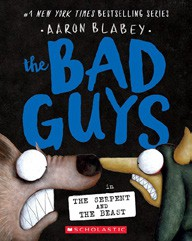 #1 NEW YORK TIMES BESTSELLING SERIES
AARON BLABEY
the
BAD
GUYS
in
THE SERPENT
AND
THE BEAST
SCHOLASTIC